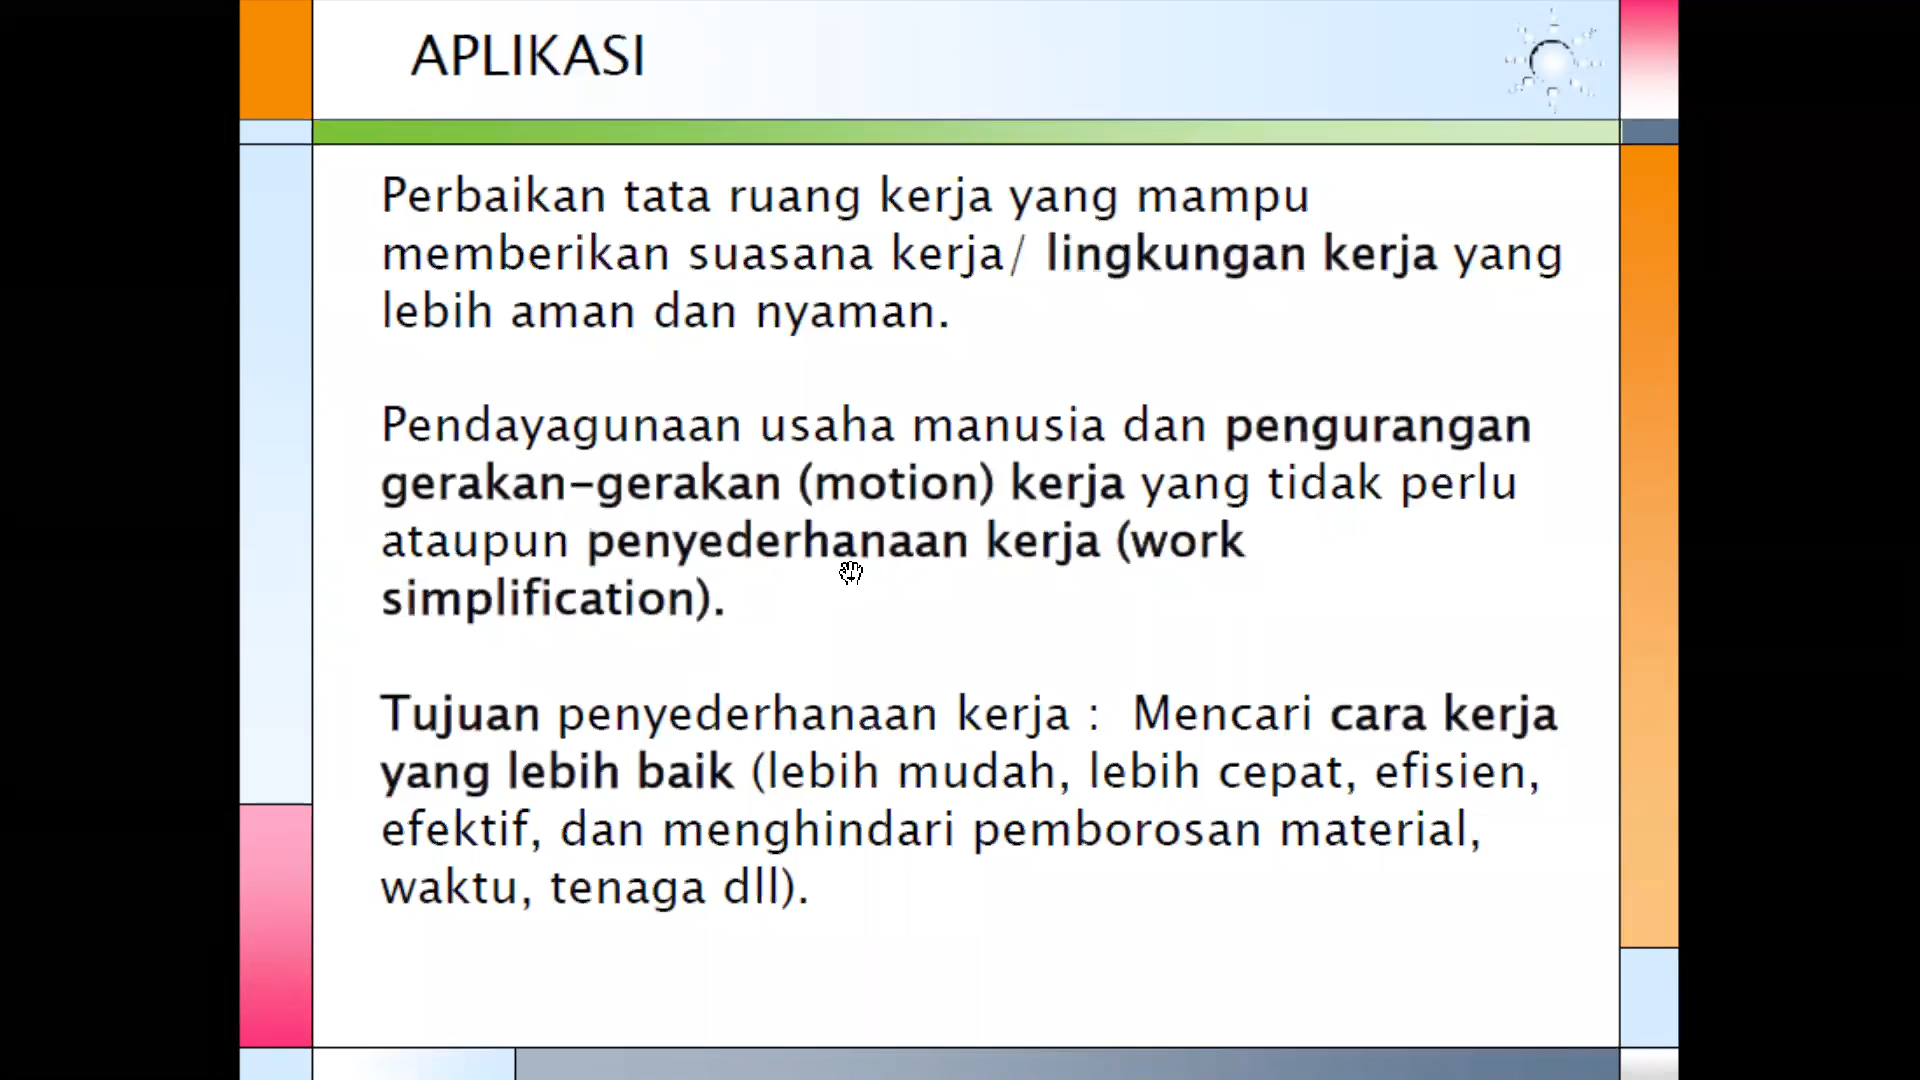 APLIKASI
Perbaikan tata ruang kerja yang mampu
memberikan suasana kerja/ lingkungan kerja yang
lebih aman dan nyaman.
Pendayagunaan usaha manusia dan pengurangan
gerakan-gerakan (motion) kerja yang tidak perlu
ataupun penyederhanaan kerja (work
simplification).
Tujuan penyederhanaan kerja : Mencari cara kerja
yang lebih baik (lebih mudah, lebih cepat, efisien,
efektif, dan menghindari pemborosan material,
waktu, tenaga dll).